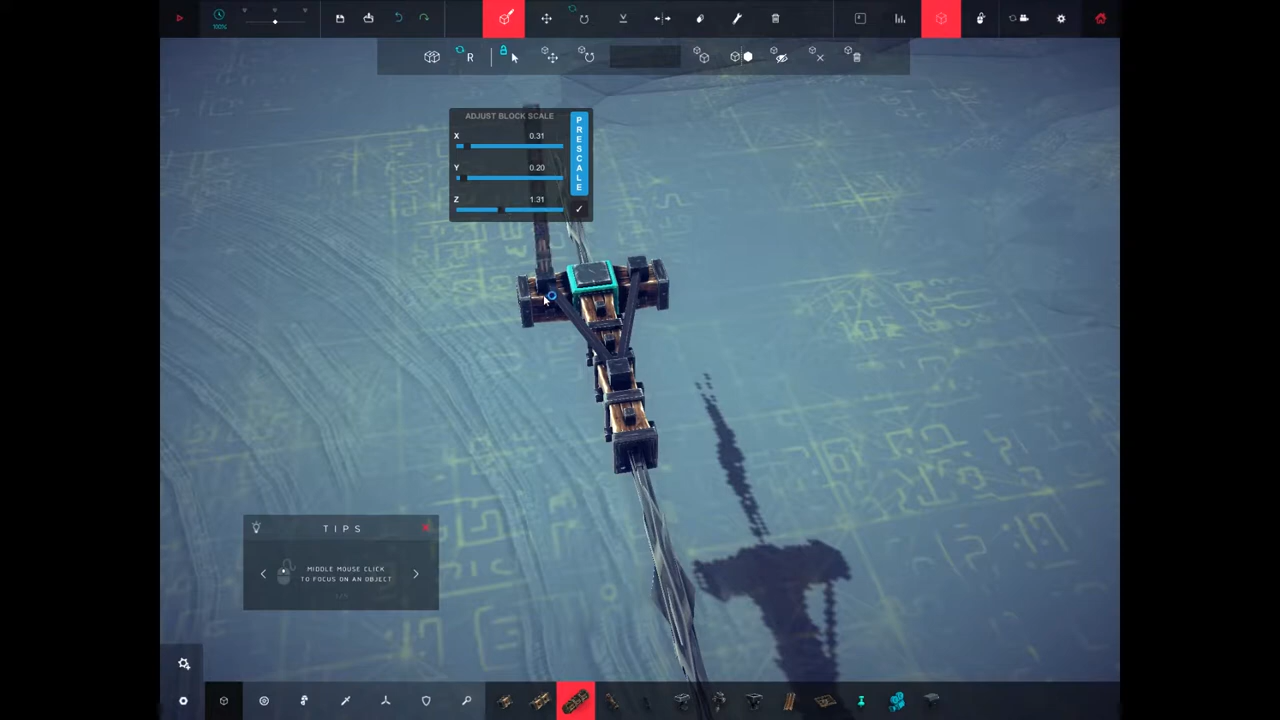 100%
R
ADJUST BLOCK SCALE
X 0.31
Y 0.20
Z 1.31
PRESCALE
TIPS
MIDDLE MOUSE CLICK
TO FOCUS ON AN OBJECT